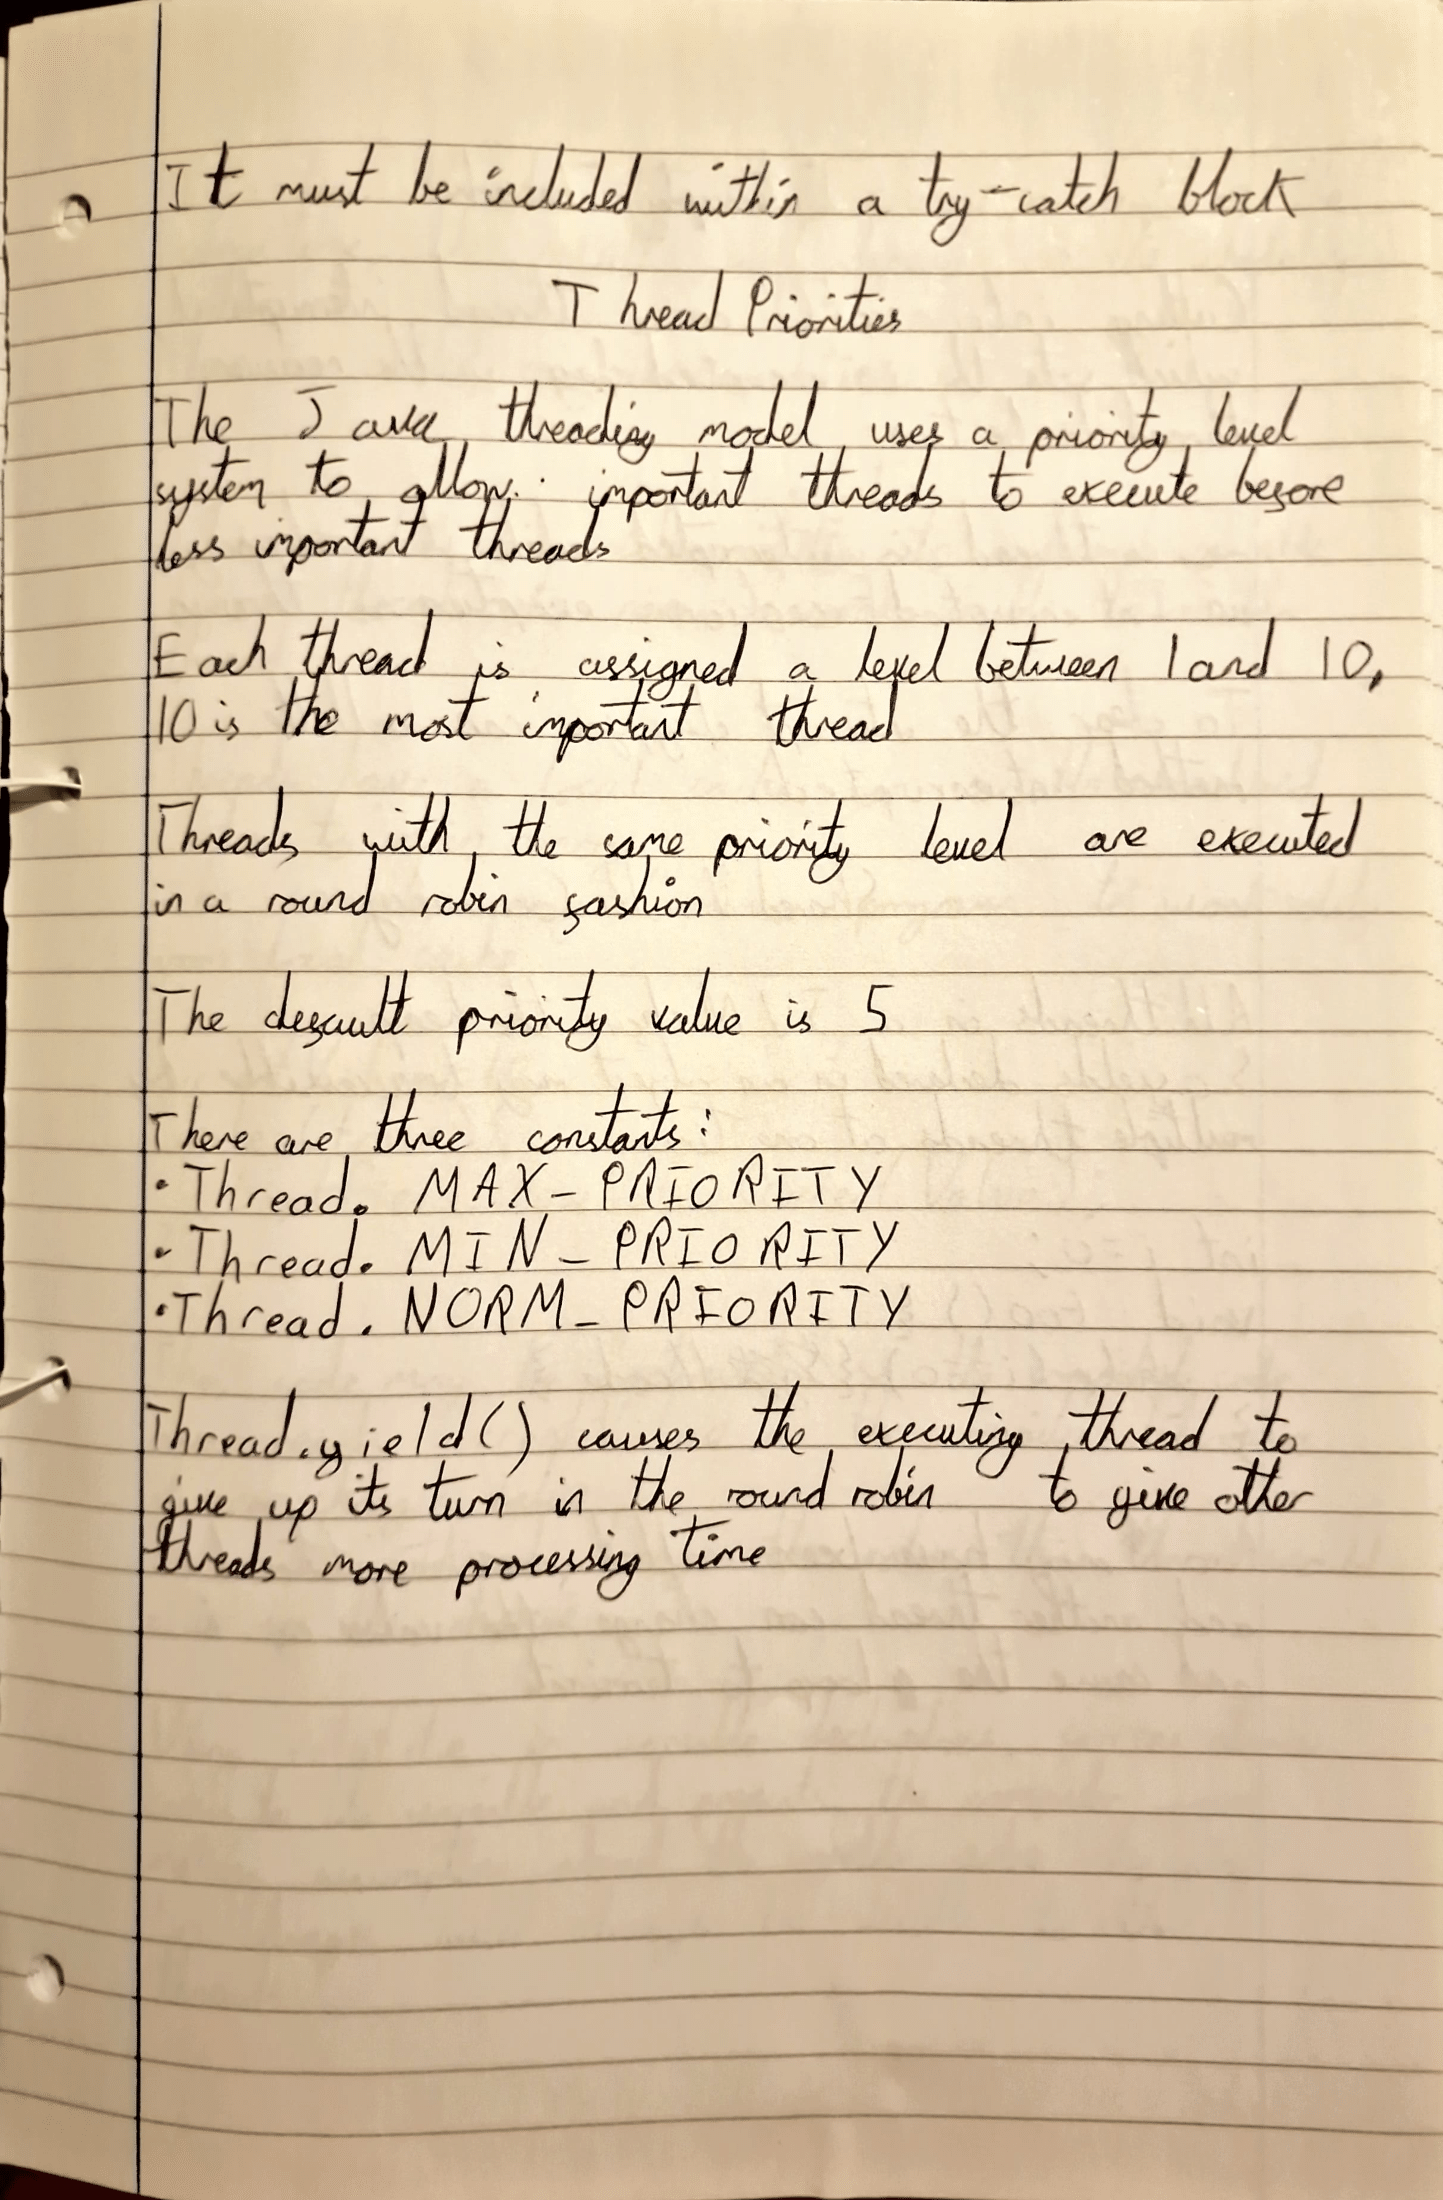 It must be included within a try-catch block
Thread Priorities
The Java threading model uses a priority level
system to allow important threads to execute before
less important threads
Each thread is assigned a level between 1 and 10,
10 is the most important thread
Threads with the same priority level are executed
in a round robin fashion
The default priority value is 5
There are three constants:
• Thread. MAX_PRIORITY
• Thread. MIN_PRIORITY
• Thread. NORM_PRIORITY
Thread.yield() causes the executing thread to
give up its turn in the round robin to give other
threads more processing time